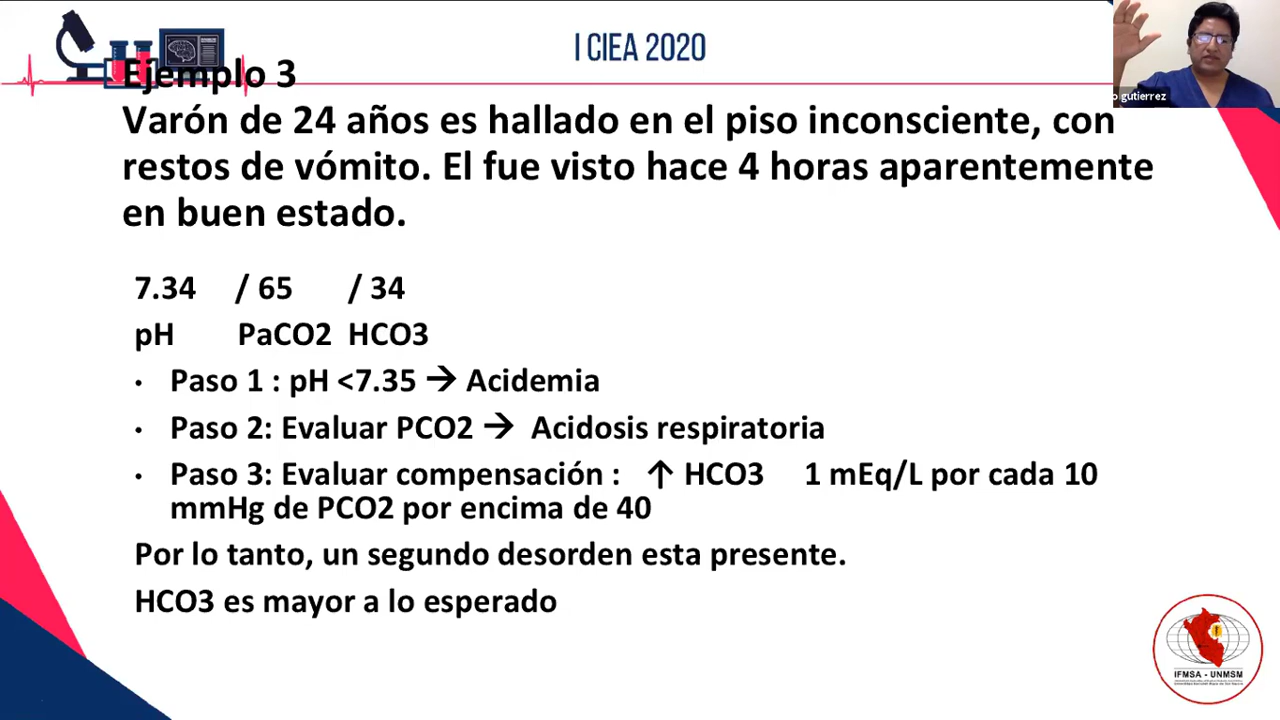 I CIEA 2020
gutierrez
Ejemplo 3
Varón de 24 años es hallado en el piso inconsciente, con
restos de vómito. El fue visto hace 4 horas aparentemente
en buen estado.
7.34 / 65 / 34
pH PaCO2 HCO3
• Paso 1 : pH <7.35 → Acidemia
• Paso 2: Evaluar PCO2 → Acidosis respiratoria
• Paso 3: Evaluar compensación : ↑ HCO3 1 mEq/L por cada 10
mmHg de PCO2 por encima de 40
Por lo tanto, un segundo desorden esta presente.
HCO3 es mayor a lo esperado
IFMSA - UNMSM